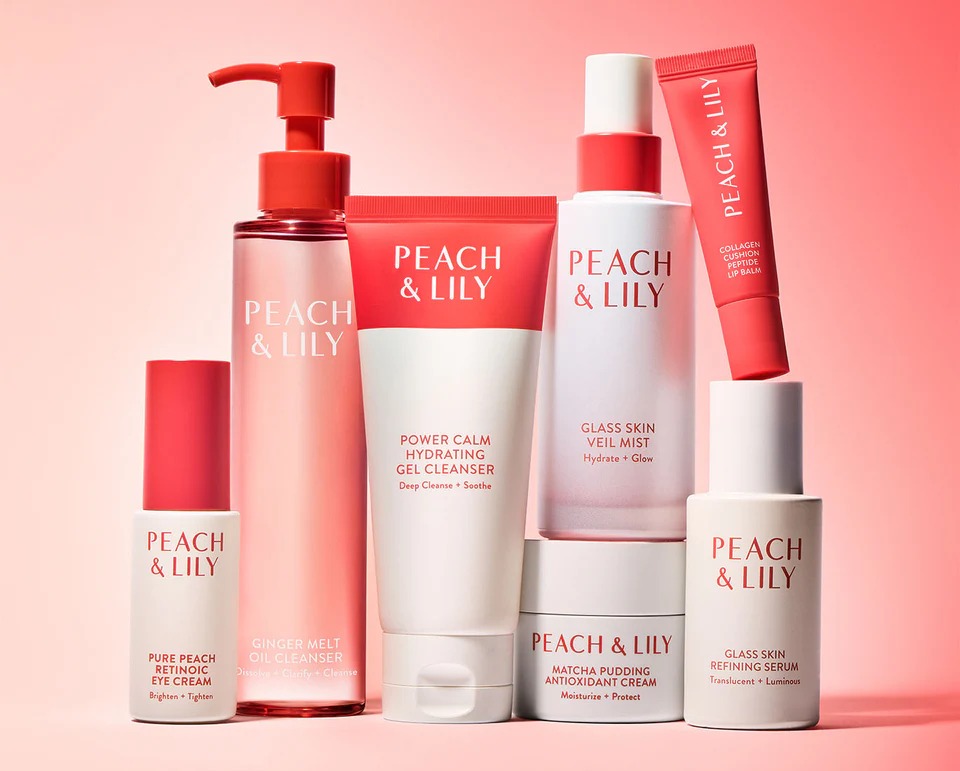 PEACH
& LILY
PURE PEACH
RETINOIC
EYE CREAM
Brighten + Tighten
PEACH
& LILY
GINGER MELT
OIL CLEANSER
Dissolve + Clarify + Cleanse
PEACH
& LILY
POWER CALM
HYDRATING
GEL CLEANSER
Deep Cleanse + Soothe
PEACH
& LILY
GLASS SKIN
VEIL MIST
Hydrate + Glow
PEACH & LILY
MATCHA PUDDING
ANTIOXIDANT CREAM
Moisturize + Protect
PEACH & LILY
COLLAGEN
CUSHION
PEPTIDE
LIP BALM
PEACH
& LILY
GLASS SKIN
REFINING SERUM
Translucent + Luminous